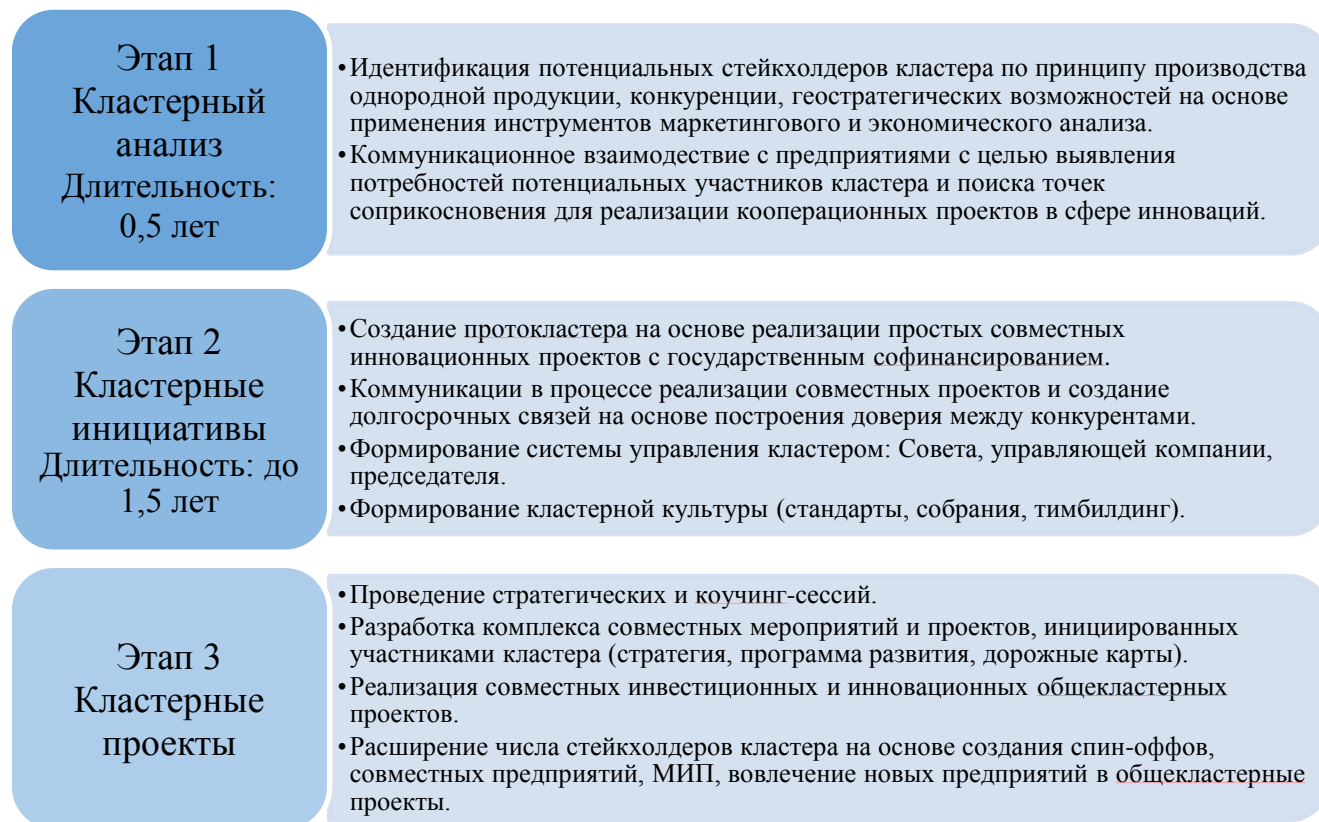 Этап 1
Кластерный
анализ
Длительность:
0,5 лет
•Идентификация потенциальных стейкхолдеров кластера по принципу производства
однородной продукции, конкуренции, геостратегических возможностей на основе
применения инструментов маркетингового и экономического анализа.
•Коммуникационное взаимодествие с предприятиями с целью выявления
потребностей потенциальных участников кластера и поиска точек
соприкосновения для реализации кооперационных проектов в сфере инноваций.
Этап 2
Кластерные
инициативы
Длительность: до
1,5 лет
•Создание протокластера на основе реализации простых совместных
инновационных проектов с государственным софинансированием.
•Коммуникации в процессе реализации совместных проектов и создание
долгосрочных связей на основе построения доверия между конкурентами.
•Формирование системы управления кластером: Совета, управляющей компании,
председателя.
•Формирование кластерной культуры (стандарты, собрания, тимбилдинг).
Этап 3
Кластерные
проекты
•Проведение стратегических и коучинг-сессий.
•Разработка комплекса совместных мероприятий и проектов, инициированных
участниками кластера (стратегия, программа развития, дорожные карты).
•Реализация совместных инвестиционных и инновационных общекластерных
проектов.
•Расширение числа стейкхолдеров кластера на основе создания спин-оффов,
совместных предприятий, МИП, вовлечение новых предприятий в общекластерные
проекты.